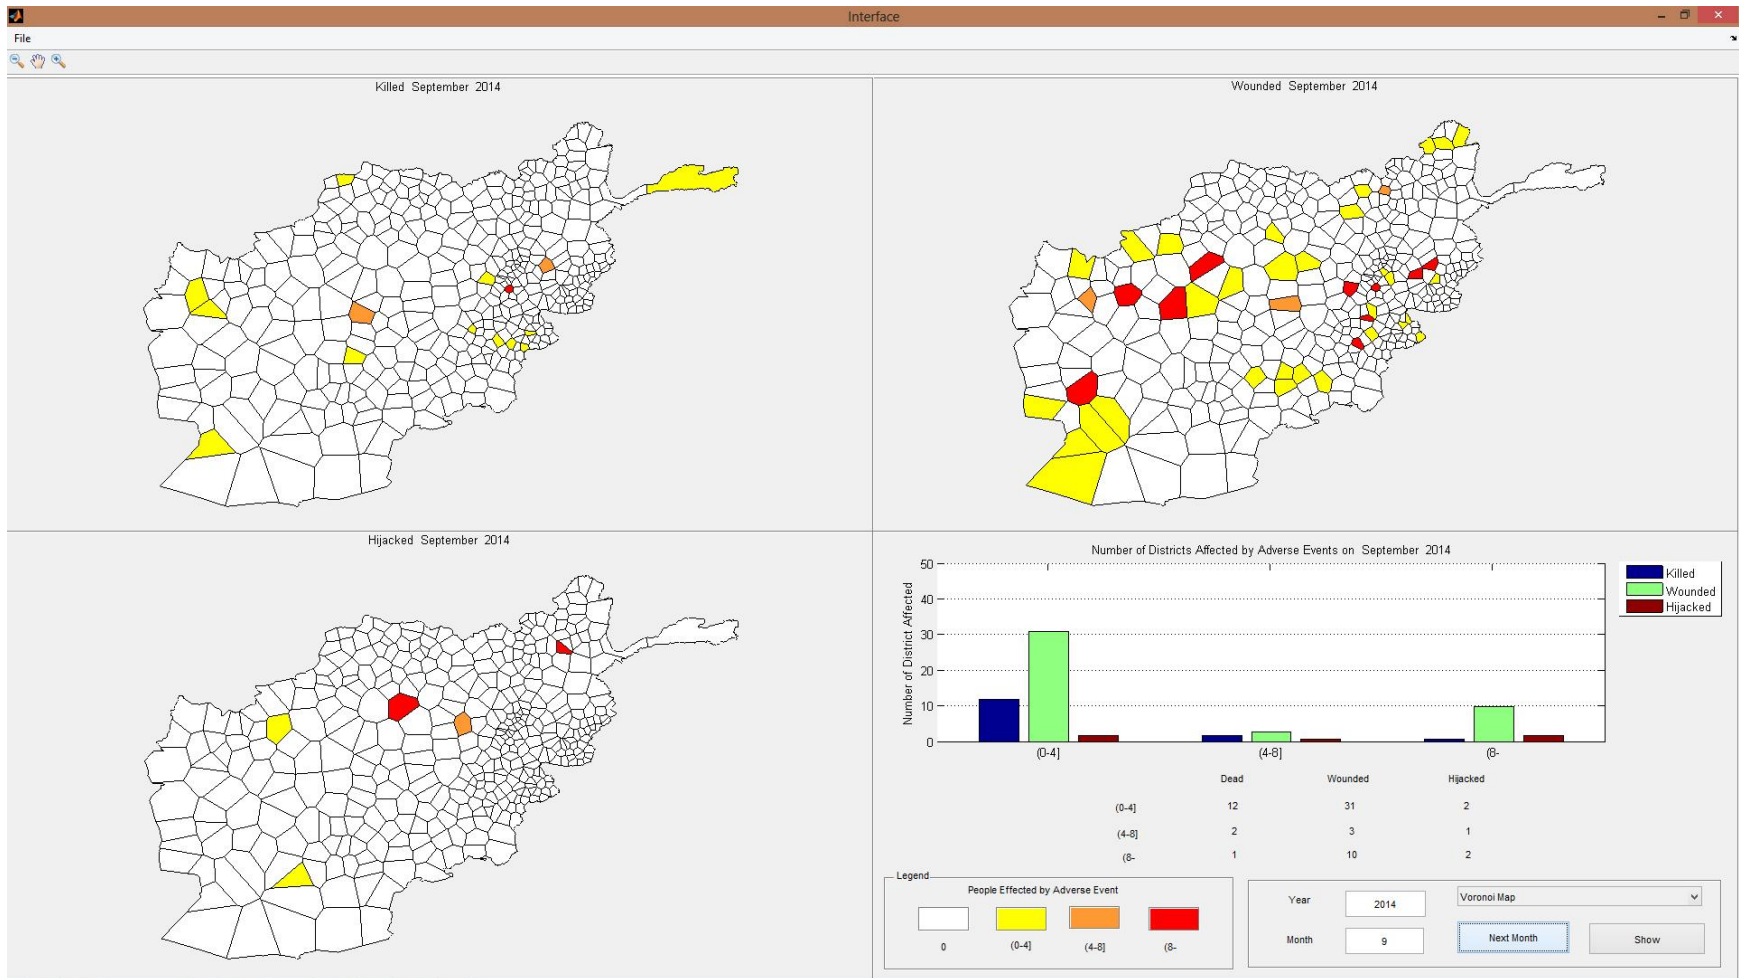 Interface
File
Killed September 2014
Wounded September 2014
Hijacked September 2014
Number of Districts Affected by Adverse Events on September 2014
Number of District Affected
50
40
30
20
10
0
(0-4]
(4-8]
(8-
Killed
Wounded
Hijacked
Dead Wounded Hijacked
(0-4] 12 31 2
(4-8] 2 3 1
(8- 1 10 2
Legend
People Effected by Adverse Event
0 (0-4] (4-8] (8-
Year 2014 Voronoi Map
Month 9 Next Month Show